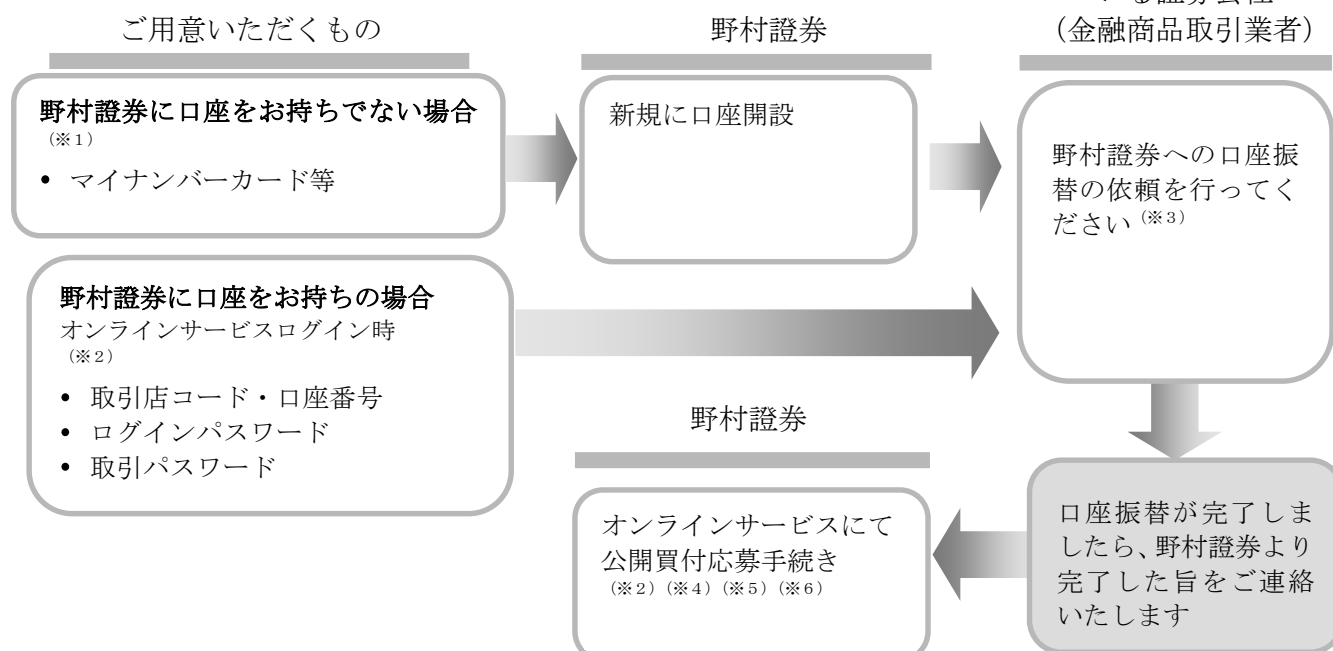 ご用意いただくもの
野村證券
いる証券会社
(金融商品取引業者)
野村證券に口座をお持ちでない場合
(※1)
• マイナンバーカード等
新規に口座開設
野村證券への口座振
替の依頼を行ってく
ださい(※3)
野村證券に口座をお持ちの場合
オンラインサービスログイン時
(※2)
• 取引店コード・口座番号
• ログインパスワード
• 取引パスワード
野村證券
オンラインサービスにて
公開買付応募手続き
(※2)(※4)(※5)(※6)
口座振替が完了しま
したら、野村證券より
完了した旨をご連絡
いたします